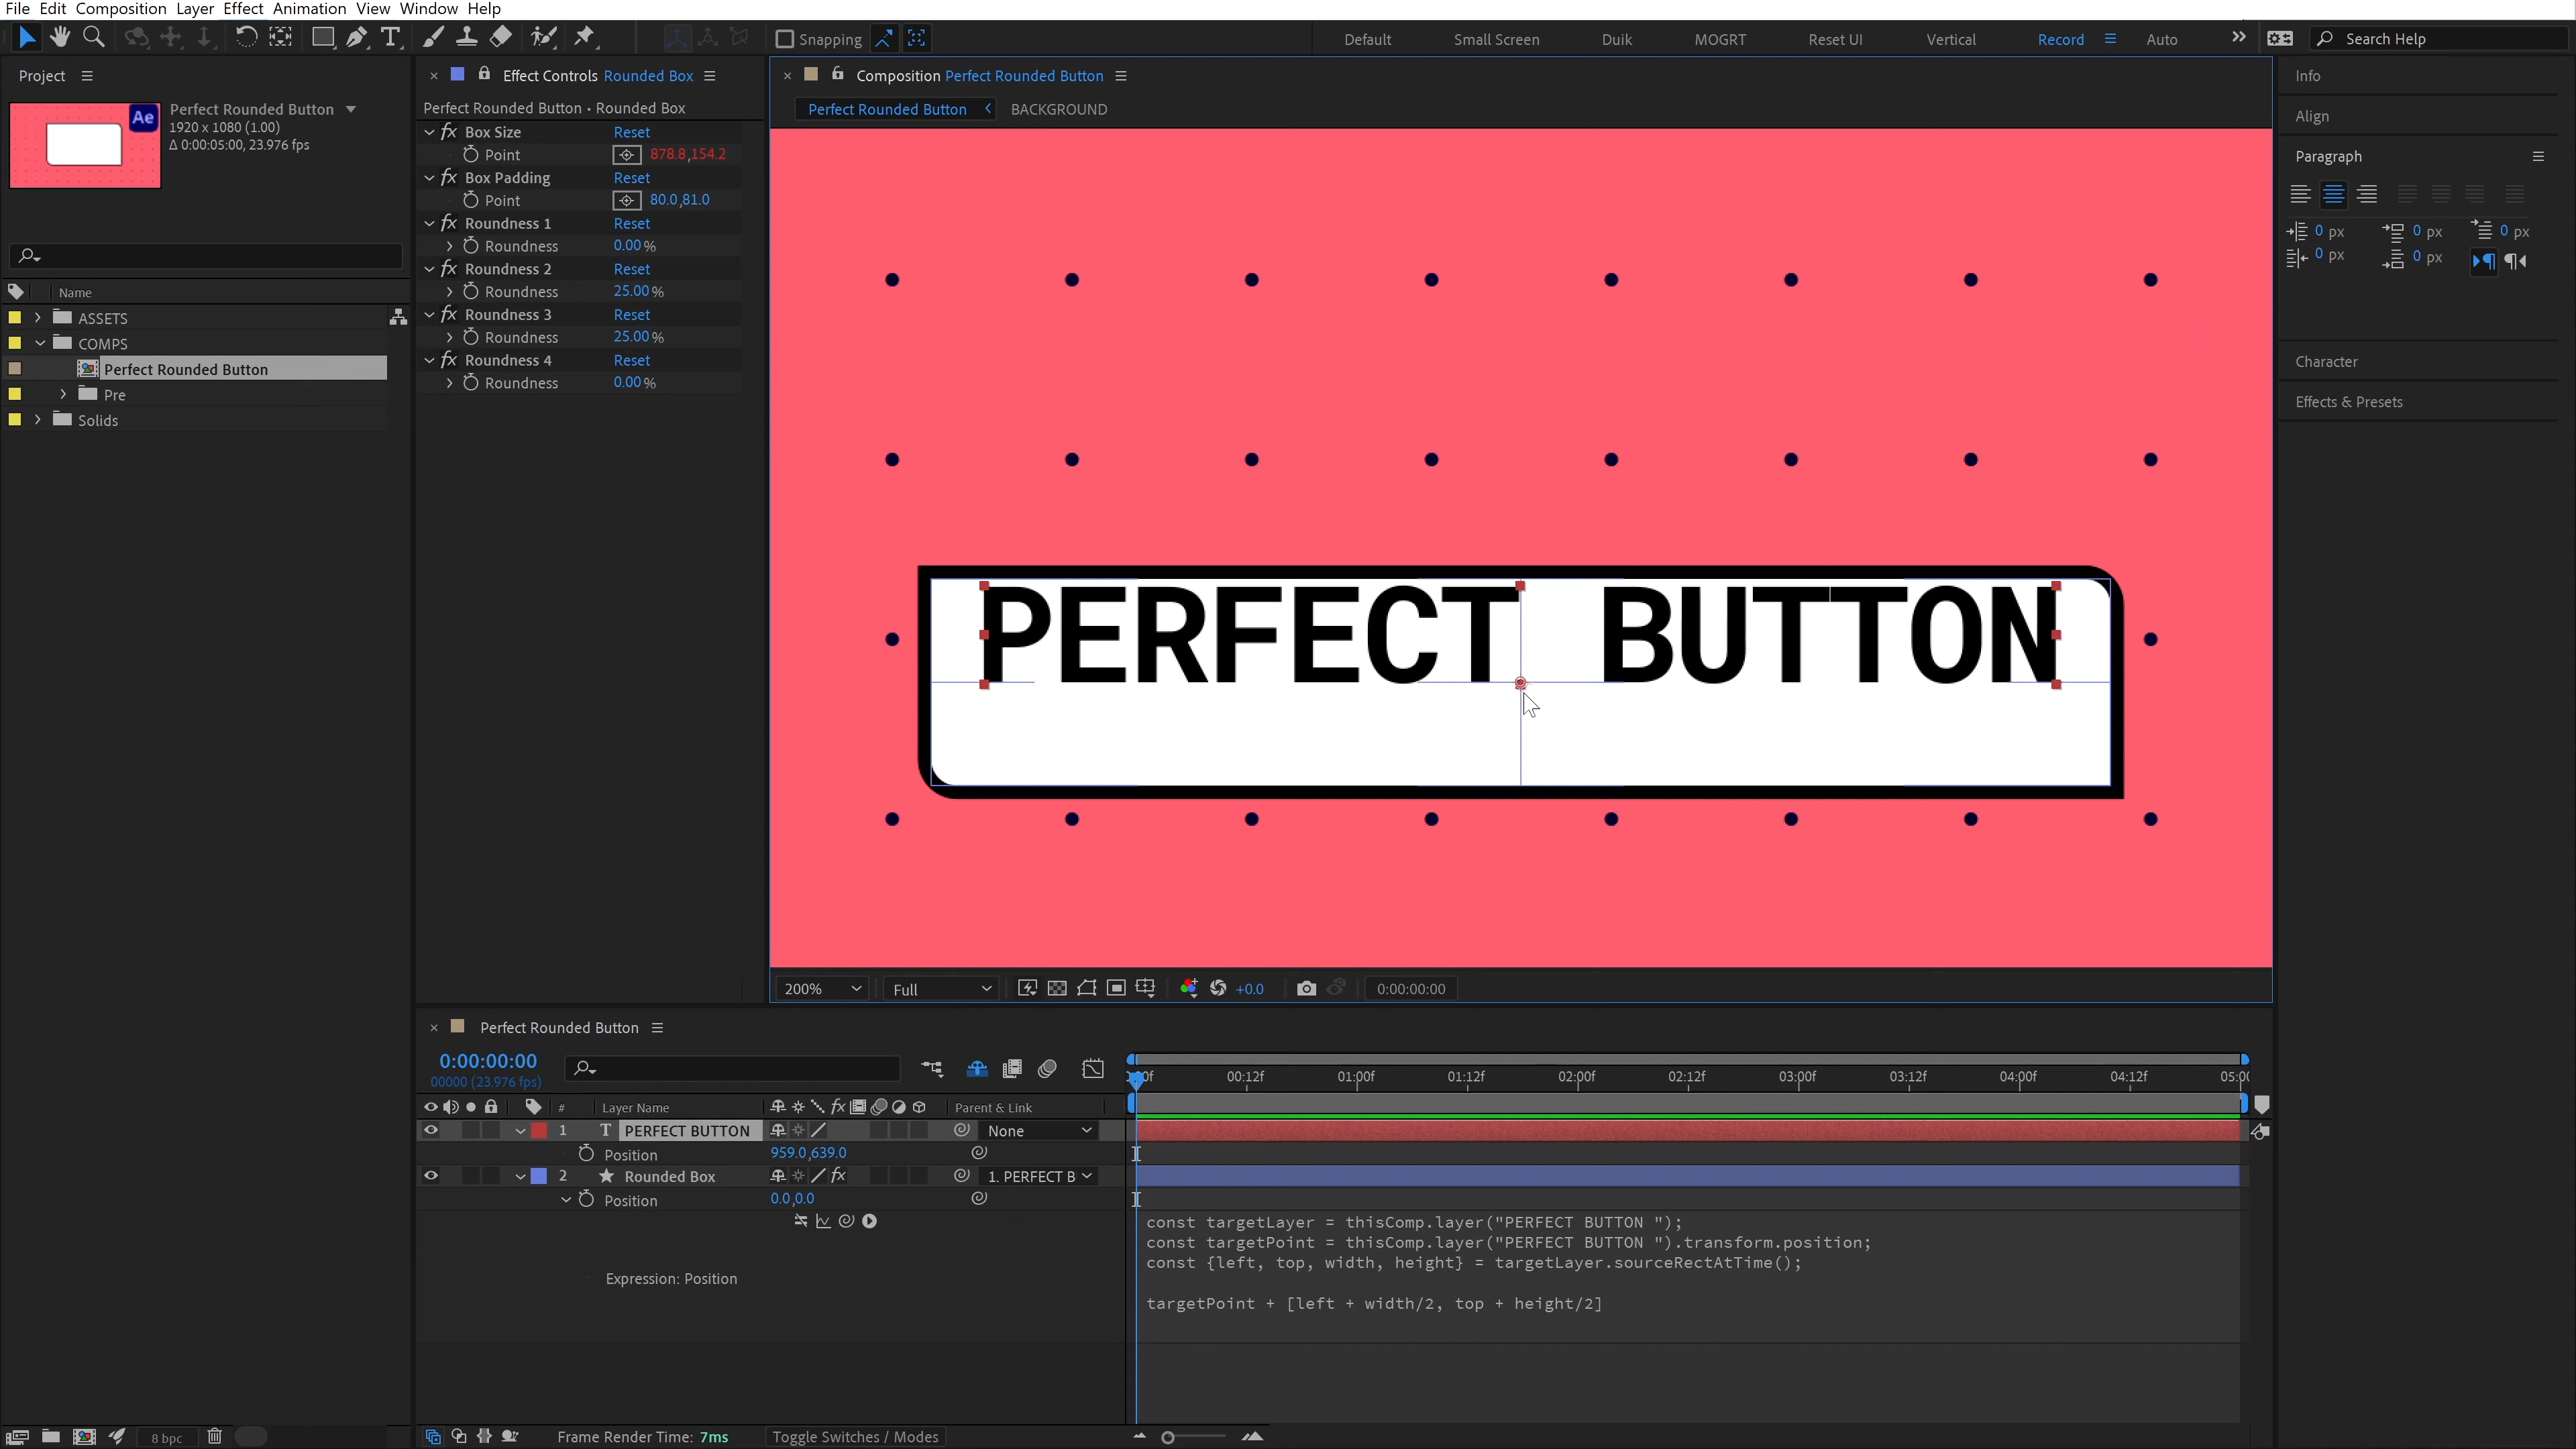 File Edit Composition Layer Effect Animation View Window Help
Snapping
Default Small Screen Duik MOGRT Reset UI Vertical Record Auto
Search Help
Project
Perfect Rounded Button
1920 x 1080 (1.00)
Δ 0:00:05:00, 23.976 fps
Ae
Name
ASSETS
COMPS
Perfect Rounded Button
Pre
Solids
8 bpc
Effect Controls Rounded Box
Perfect Rounded Button • Rounded Box
fx Box Size Reset
Point 878.8,154.2
fx Box Padding Reset
Point 80.0,81.0
fx Roundness 1 Reset
Roundness 0.00 %
fx Roundness 2 Reset
Roundness 25.00 %
fx Roundness 3 Reset
Roundness 25.00 %
fx Roundness 4 Reset
Roundness 0.00 %
Composition Perfect Rounded Button
Perfect Rounded Button BACKGROUND
PERFECT BUTTON
200% Full +0.0 0:00:00:00
Info
Align
Paragraph
0 px 0 px 0 px
0 px 0 px
Character
Effects & Presets
Perfect Rounded Button
0:00:00:00
00000 (23.976 fps)
00:12f 01:00f 01:12f 02:00f 02:12f 03:00f 03:12f 04:00f 04:12f
# Layer Name fx Parent & Link
1 T PERFECT BUTTON None
Position 959.0,639.0
2 Rounded Box fx 1. PERFECT B
Position 0.0,0.0
Expression: Position
const targetLayer = thisComp.layer("PERFECT BUTTON ");
const targetPoint = thisComp.layer("PERFECT BUTTON ").transform.position;
const {left, top, width, height} = targetLayer.sourceRectAtTime();
targetPoint + [left + width/2, top + height/2]
Frame Render Time: 7ms Toggle Switches / Modes